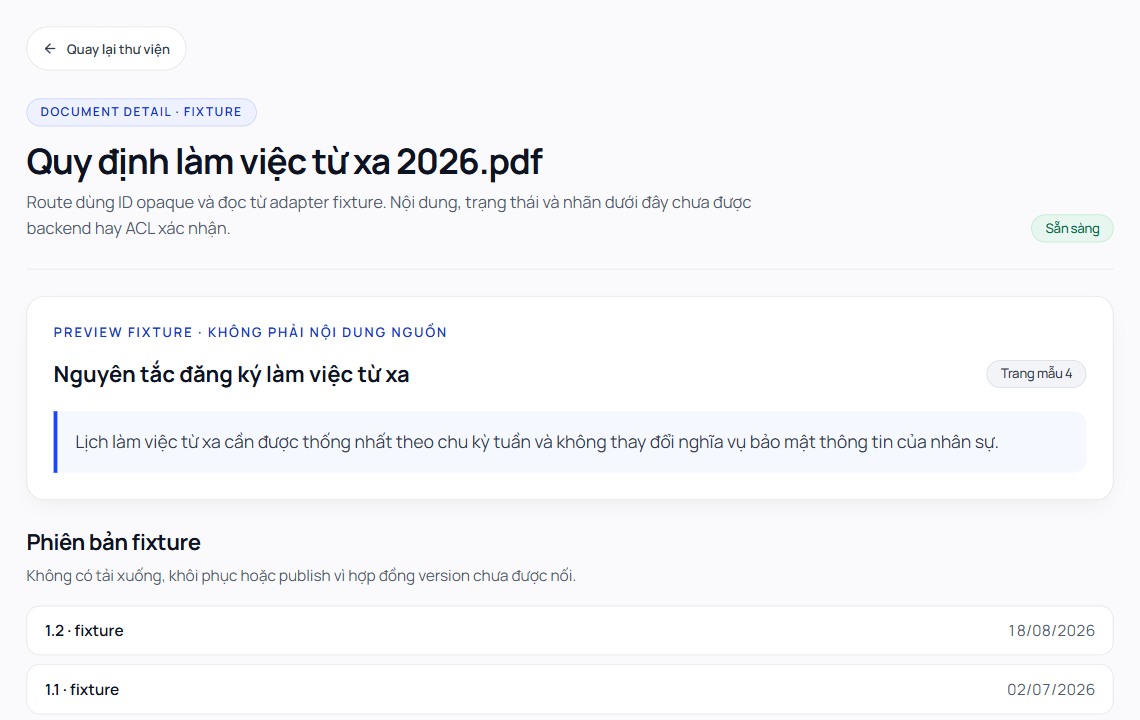 Quay lại thư viện
DOCUMENT DETAIL · FIXTURE
Quy định làm việc từ xa 2026.pdf
Route dùng ID opaque và đọc từ adapter fixture. Nội dung, trạng thái và nhãn dưới đây chưa được
backend hay ACL xác nhận.
Sẵn sàng
PREVIEW FIXTURE · KHÔNG PHẢI NỘI DUNG NGUỒN
Nguyên tắc đăng ký làm việc từ xa
Trang mẫu 4
Lịch làm việc từ xa cần được thống nhất theo chu kỳ tuần và không thay đổi nghĩa vụ bảo mật thông tin của nhân sự.
Phiên bản fixture
Không có tải xuống, khôi phục hoặc publish vì hợp đồng version chưa được nối.
1.2 · fixture
18/08/2026
1.1 · fixture
02/07/2026